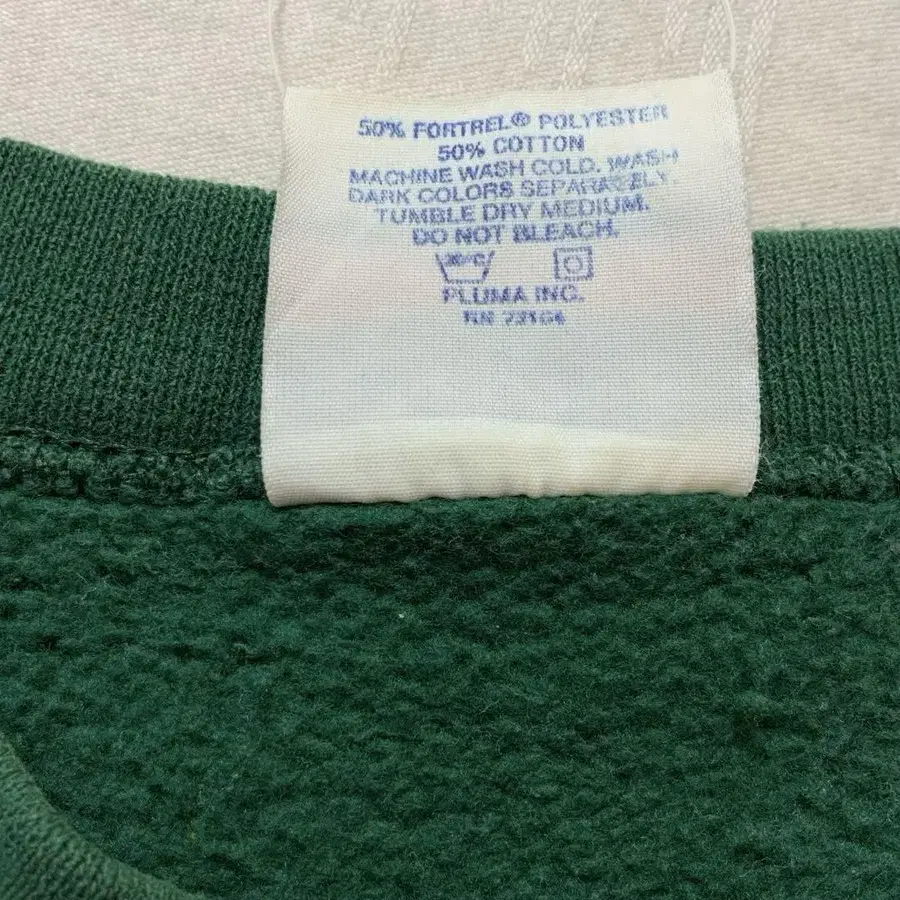 50% FORTREL® POLYESTER
50% COTTON
MACHINE WASH COLD. WASH
DARK COLORS SEPARATELY.
TUMBLE DRY MEDIUM.
DO NOT BLEACH.
PLUMA INC.
RN